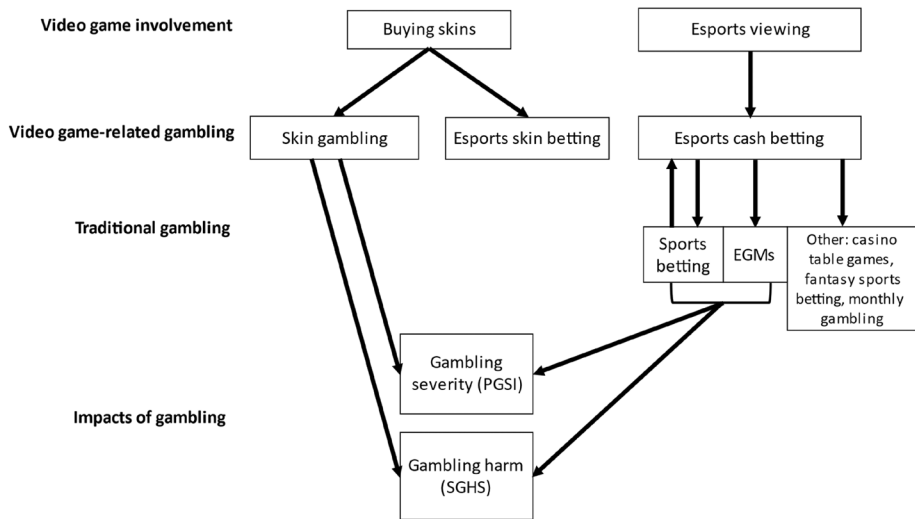 Video game involvement
Buying skins
Esports viewing
Video game-related gambling
Skin gambling
Esports skin betting
Esports cash betting
Traditional gambling
Sports
betting
EGMs
Other: casino
table games,
fantasy sports
betting, monthly
gambling
Gambling
severity (PGSI)
Impacts of gambling
Gambling harm
(SGHS)